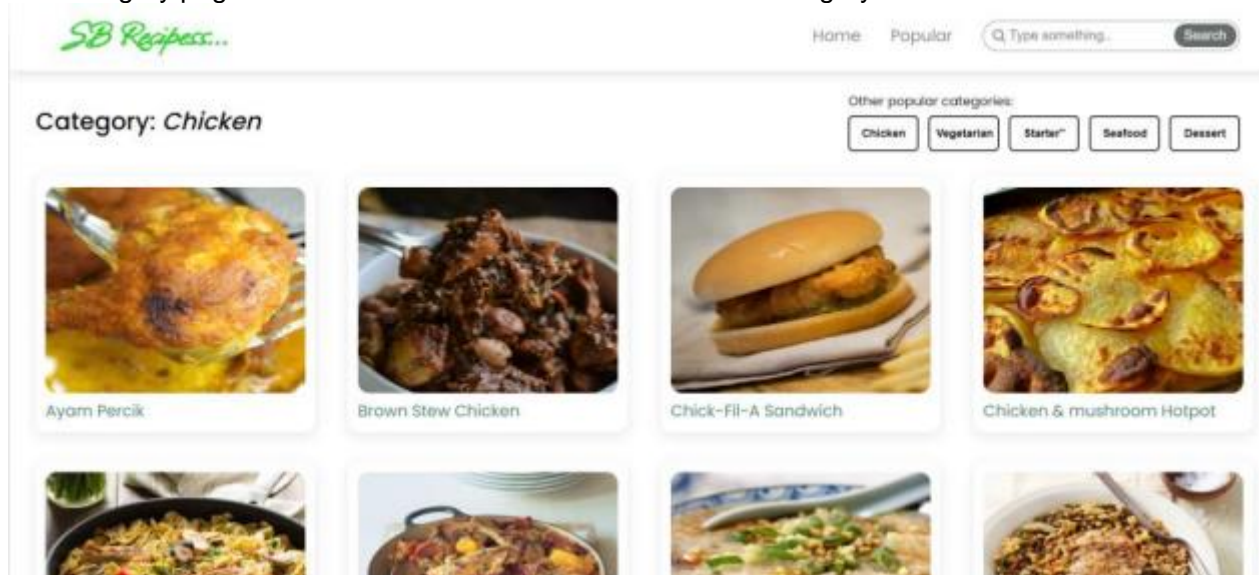 SB Recipess...
Home Popular Type something.. Search
Category: Chicken
Other popular categories:
Chicken Vegetarian Starter Seafood Dessert
Ayam Percik Brown Stew Chicken Chick-Fil-A Sandwich Chicken & mushroom Hotpot